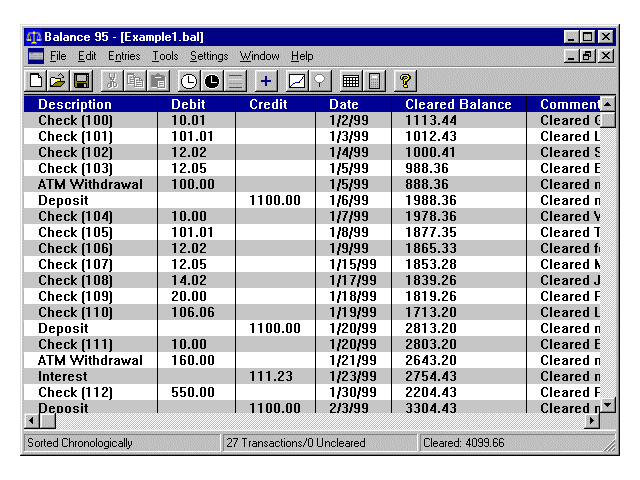 Balance 95 - [Example1.bal]
File Edit Entries Tools Settings Window Help
Description Debit Credit Date Cleared Balance Comment
Check (100) 10.01 1/2/99 1113.44 Cleared
Check (101) 101.01 1/3/99 1012.43 Cleared L
Check (102) 12.02 1/4/99 1000.41 Cleared S
Check (103) 12.05 1/5/99 988.36 Cleared E
ATM Withdrawal 100.00 1/5/99 888.36 Cleared n
Deposit 1100.00 1/6/99 1988.36 Cleared n
Check (104) 10.00 1/7/99 1978.36 Cleared V
Check (105) 101.01 1/8/99 1877.35 Cleared T
Check (106) 12.02 1/9/99 1865.33 Cleared f
Check (107) 12.05 1/15/99 1853.28 Cleared
Check (108) 14.02 1/17/99 1839.26 Cleared J
Check (109) 20.00 1/18/99 1819.26 Cleared
Check (110) 106.06 1/19/99 1713.20 Cleared L
Deposit 1100.00 1/20/99 2813.20 Cleared n
Check (111) 10.00 1/20/99 2803.20 Cleared E
ATM Withdrawal 160.00 1/21/99 2643.20 Cleared n
Interest 111.23 1/23/99 2754.43 Cleared n
Check (112) 550.00 1/30/99 2204.43 Cleared
Deposit 1100.00 2/3/99 3304.43 Cleared n
Sorted Chronologically 27 Transactions/0 Uncleared Cleared: 4099.66